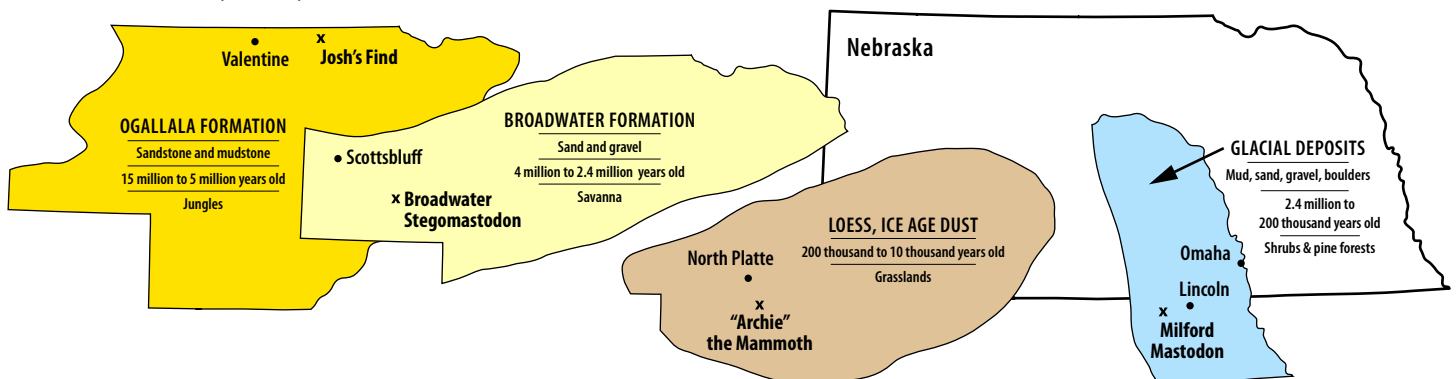 Valentine
x
Josh's Find
OGALLALA FORMATION
Sandstone and mudstone
15 million to 5 million years old
Jungles
BROADWATER FORMATION
Sand and gravel
4 million to 2.4 million years old
Savanna
Scottsbluff
x Broadwater
Stegomastodon
LOESS, ICE AGE DUST
200 thousand to 10 thousand years old
Grasslands
North Platte
x
"Archie"
the Mammoth
Nebraska
GLACIAL DEPOSITS
Mud, sand, gravel, boulders
2.4 million to
200 thousand years old
Shrubs & pine forests
Omaha
Lincoln
x
Milford
Mastodon